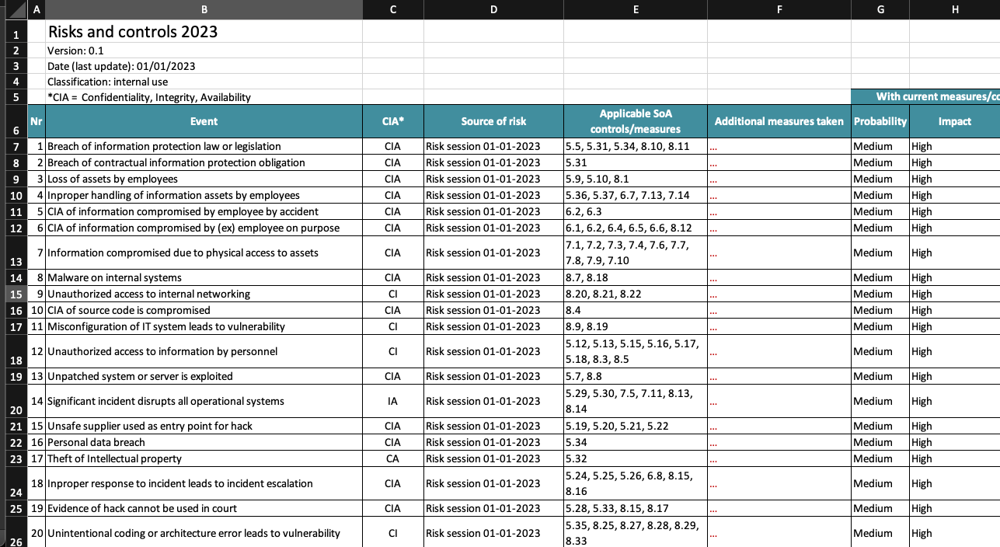 A B C D E F G H
1 Risks and controls 2023
2 Version: 0.1
3 Date (last update): 01/01/2023
4 Classification: internal use
5 *CIA = Confidentiality, Integrity, Availability With current measures/co
Applicable SoA
Nr Event CIA* Source of risk controls/measures Additional measures taken Probability Impact
6
7 1 Breach of information protection law or legislation CIA Risk session 01-01-2023 5.5, 5.31, 5.34, 8.10, 8.11 ... Medium High
8 2 Breach of contractual information protection obligation CIA Risk session 01-01-2023 5.31 ... Medium High
9 3 Loss of assets by employees CIA Risk session 01-01-2023 5.9, 5.10, 8.1 ... Medium High
10 4 Inproper handling of information assets by employees CIA Risk session 01-01-2023 5.36, 5.37, 6.7, 7.13, 7.14 ... Medium High
11 5 CIA of information compromised by employee by accident CIA Risk session 01-01-2023 6.2, 6.3 ... Medium High
12 6 CIA of information compromised by (ex) employee on purpose CIA Risk session 01-01-2023 6.1, 6.2, 6.4, 6.5, 6.6, 8.12 ... Medium High
7 Information compromised due to physical access to assets CIA Risk session 01-01-2023 7.1, 7.2, 7.3, 7.4, 7.6, 7.7, ... Medium High
13 7.8, 7.9, 7.10
14 8 Malware on internal systems CIA Risk session 01-01-2023 8.7, 8.18 ... Medium High
15 9 Unauthorized access to internal networking CI Risk session 01-01-2023 8.20, 8.21, 8.22 ... Medium High
16 10 CIA of source code is compromised CIA Risk session 01-01-2023 8.4 ... Medium High
17 11 Misconfiguration of IT system leads to vulnerability CI Risk session 01-01-2023 8.9, 8.19 ... Medium High
12 Unauthorized access to information by personnel CI Risk session 01-01-2023 5.12, 5.13, 5.15, 5.16, 5.17, ... Medium High
18 5.18, 8.3, 8.5
19 13 Unpatched system or server is exploited CIA Risk session 01-01-2023 5.7, 8.8 ... Medium High
14 Significant incident disrupts all operational systems IA Risk session 01-01-2023 5.29, 5.30, 7.5, 7.11, 8.13, ... Medium High
20 8.14
21 15 Unsafe supplier used as entry point for hack CIA Risk session 01-01-2023 5.19, 5.20, 5.21, 5.22 ... Medium High
22 16 Personal data breach CIA Risk session 01-01-2023 5.34 ... Medium High
23 17 Theft of Intellectual property CA Risk session 01-01-2023 5.32 ... Medium High
18 Inproper response to incident leads to incident escalation CIA Risk session 01-01-2023 5.24, 5.25, 5.26, 6.8, 8.15, ... Medium High
24 8.16
25 19 Evidence of hack cannot be used in court CIA Risk session 01-01-2023 5.28, 5.33, 8.15, 8.17 ... Medium High
20 Unintentional coding or architecture error leads to vulnerability CI Risk session 01-01-2023 5.35, 8.25, 8.27, 8.28, 8.29, ... Medium High
26 8.33